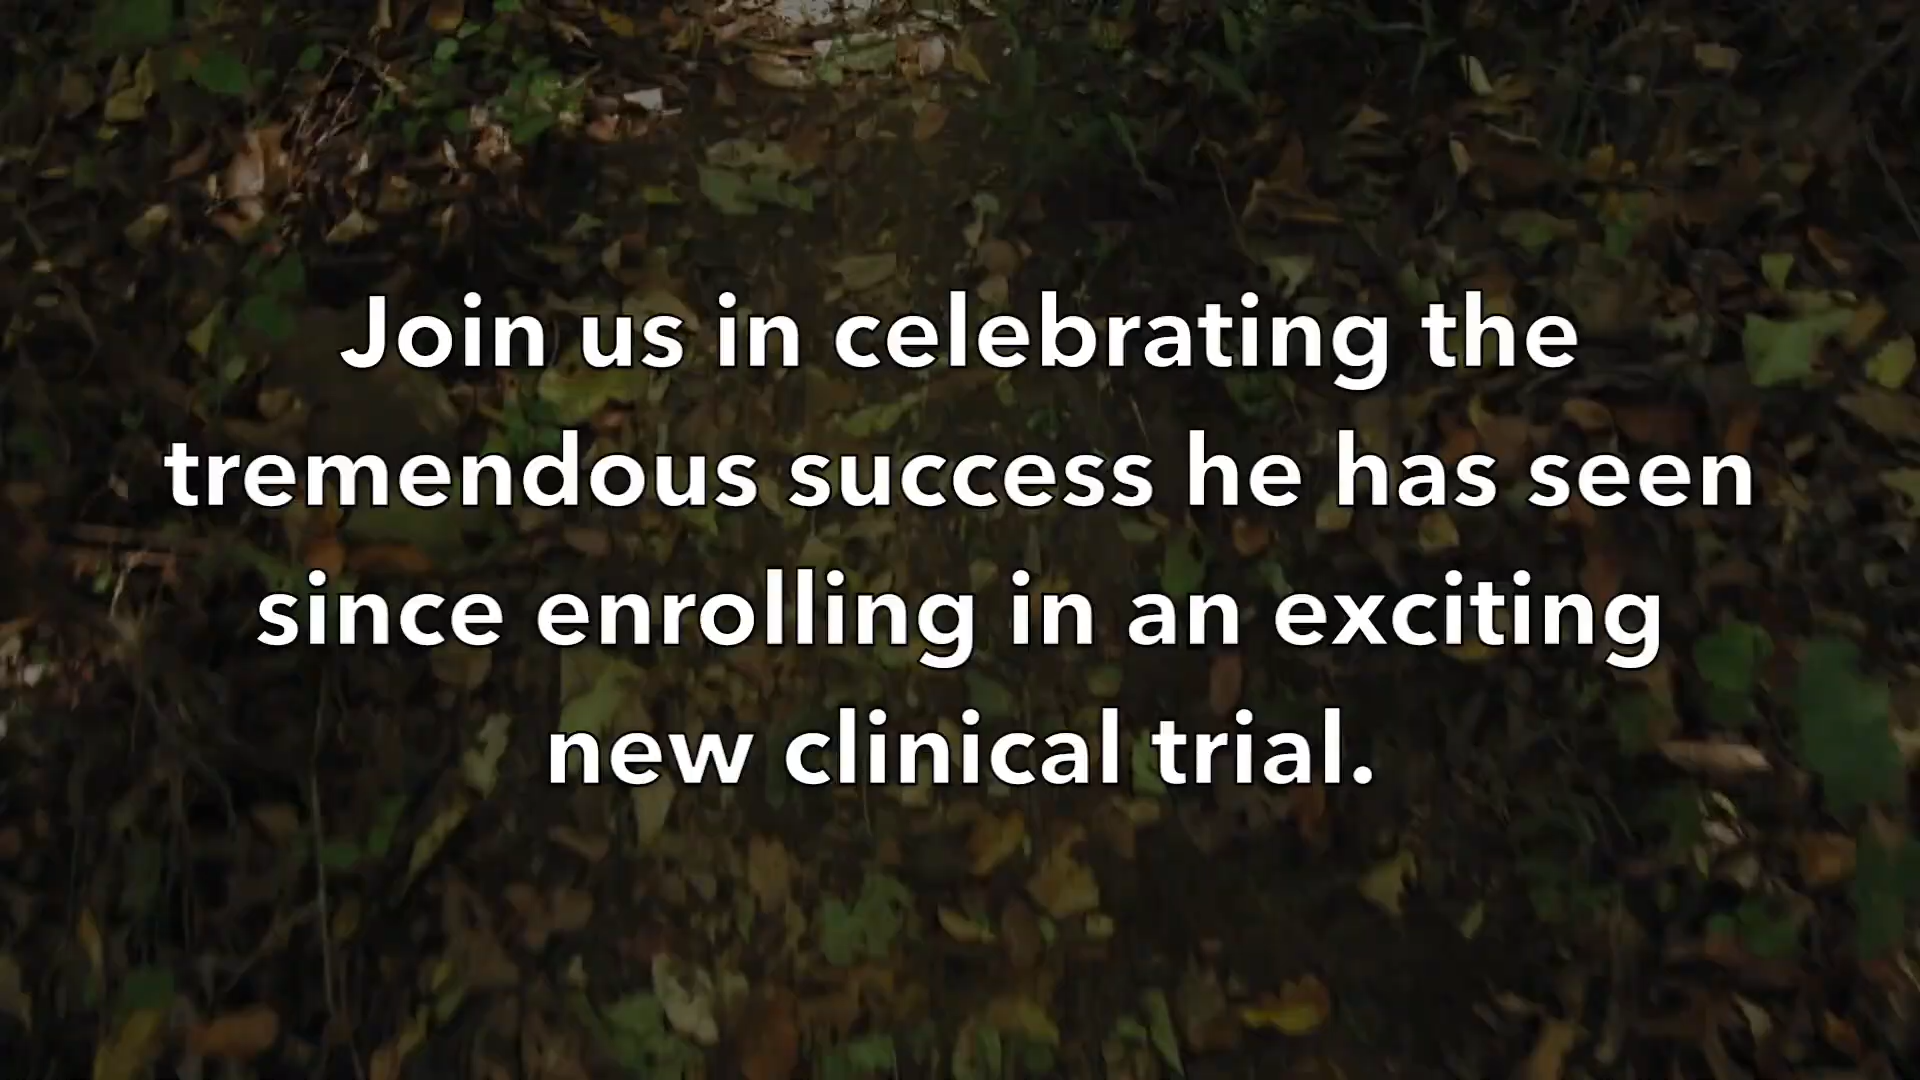 Join us in celebrating the
tremendous success he has seen
since enrolling in an exciting
new clinical trial.